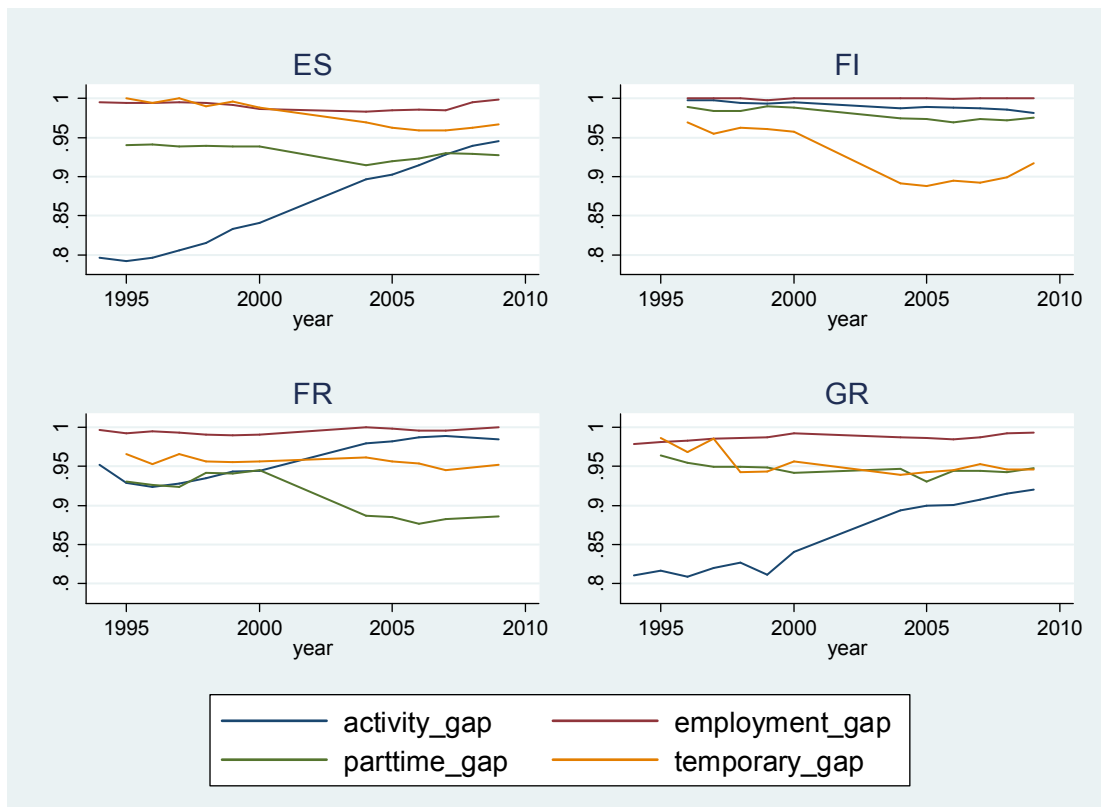 ES
FI
1
.95
.9
.85
.8
1
.95
.9
.85
.8
1995 2000 2005 2010
year
1995 2000 2005 2010
year
FR
GR
1
.95
.9
.85
.8
1
.95
.9
.85
.8
1995 2000 2005 2010
year
1995 2000 2005 2010
year
activity_gap employment_gap
parttime_gap temporary_gap